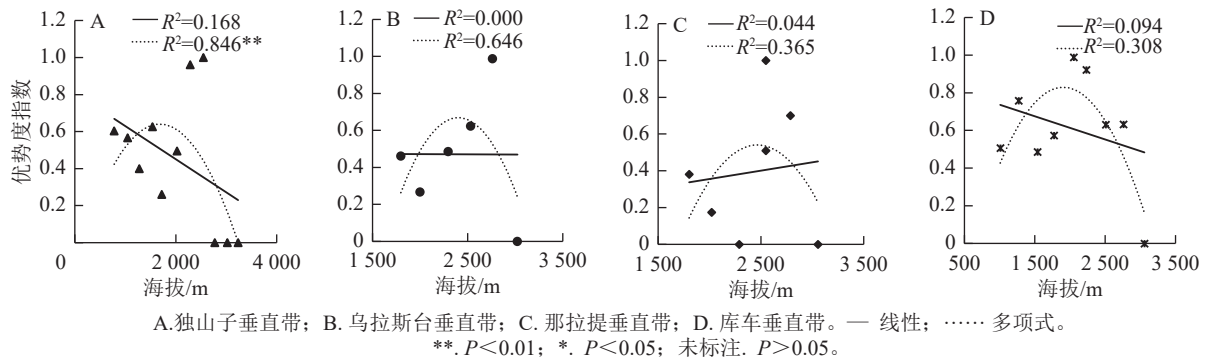 A
R²=0.168
R²=0.846**
1.2
1.0
0.8
0.6
0.4
0.2
0
2 000
4 000
海拔/m
优势度指数
B
R²=0.000
R²=0.646
1.2
1.0
0.8
0.6
0.4
0.2
0
1 500
2 500
3 500
海拔/m
C
R²=0.044
R²=0.365
1.2
1.0
0.8
0.6
0.4
0.2
0
1 500
2 500
3 500
海拔/m
D
R²=0.094
R²=0.308
1.2
1.0
0.8
0.6
0.4
0.2
0
500
1 500
2 500
3 500
海拔/m
A.独山子垂直带；B. 乌拉斯台垂直带；C. 那拉提垂直带；D. 库车垂直带。— 线性；…… 多项式。
**. P＜0.01；*. P＜0.05；未标注. P＞0.05。